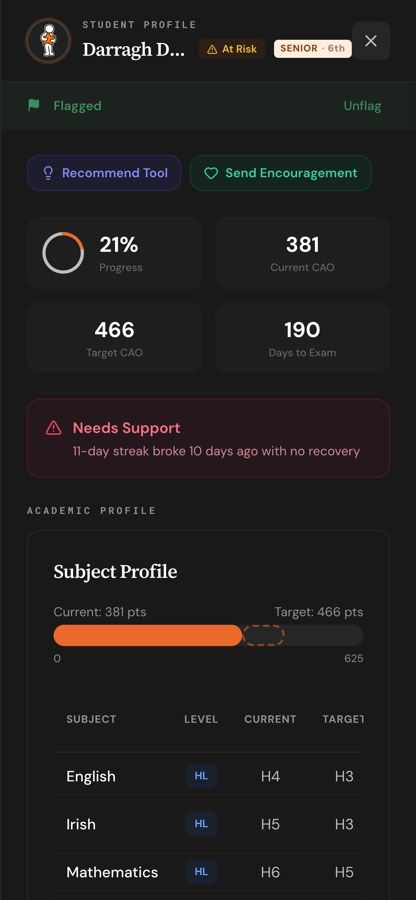 STUDENT PROFILE
Darragh D...
At Risk
SENIOR · 6th
Flagged
Unflag
Recommend Tool
Send Encouragement
21%
Progress
381
Current CAO
466
Target CAO
190
Days to Exam
Needs Support
11-day streak broke 10 days ago with no recovery
ACADEMIC PROFILE
Subject Profile
Current: 381 pts
Target: 466 pts
0
625
SUBJECT LEVEL CURRENT TARGET
English HL H4 H3
Irish HL H5 H3
Mathematics HL H6 H5